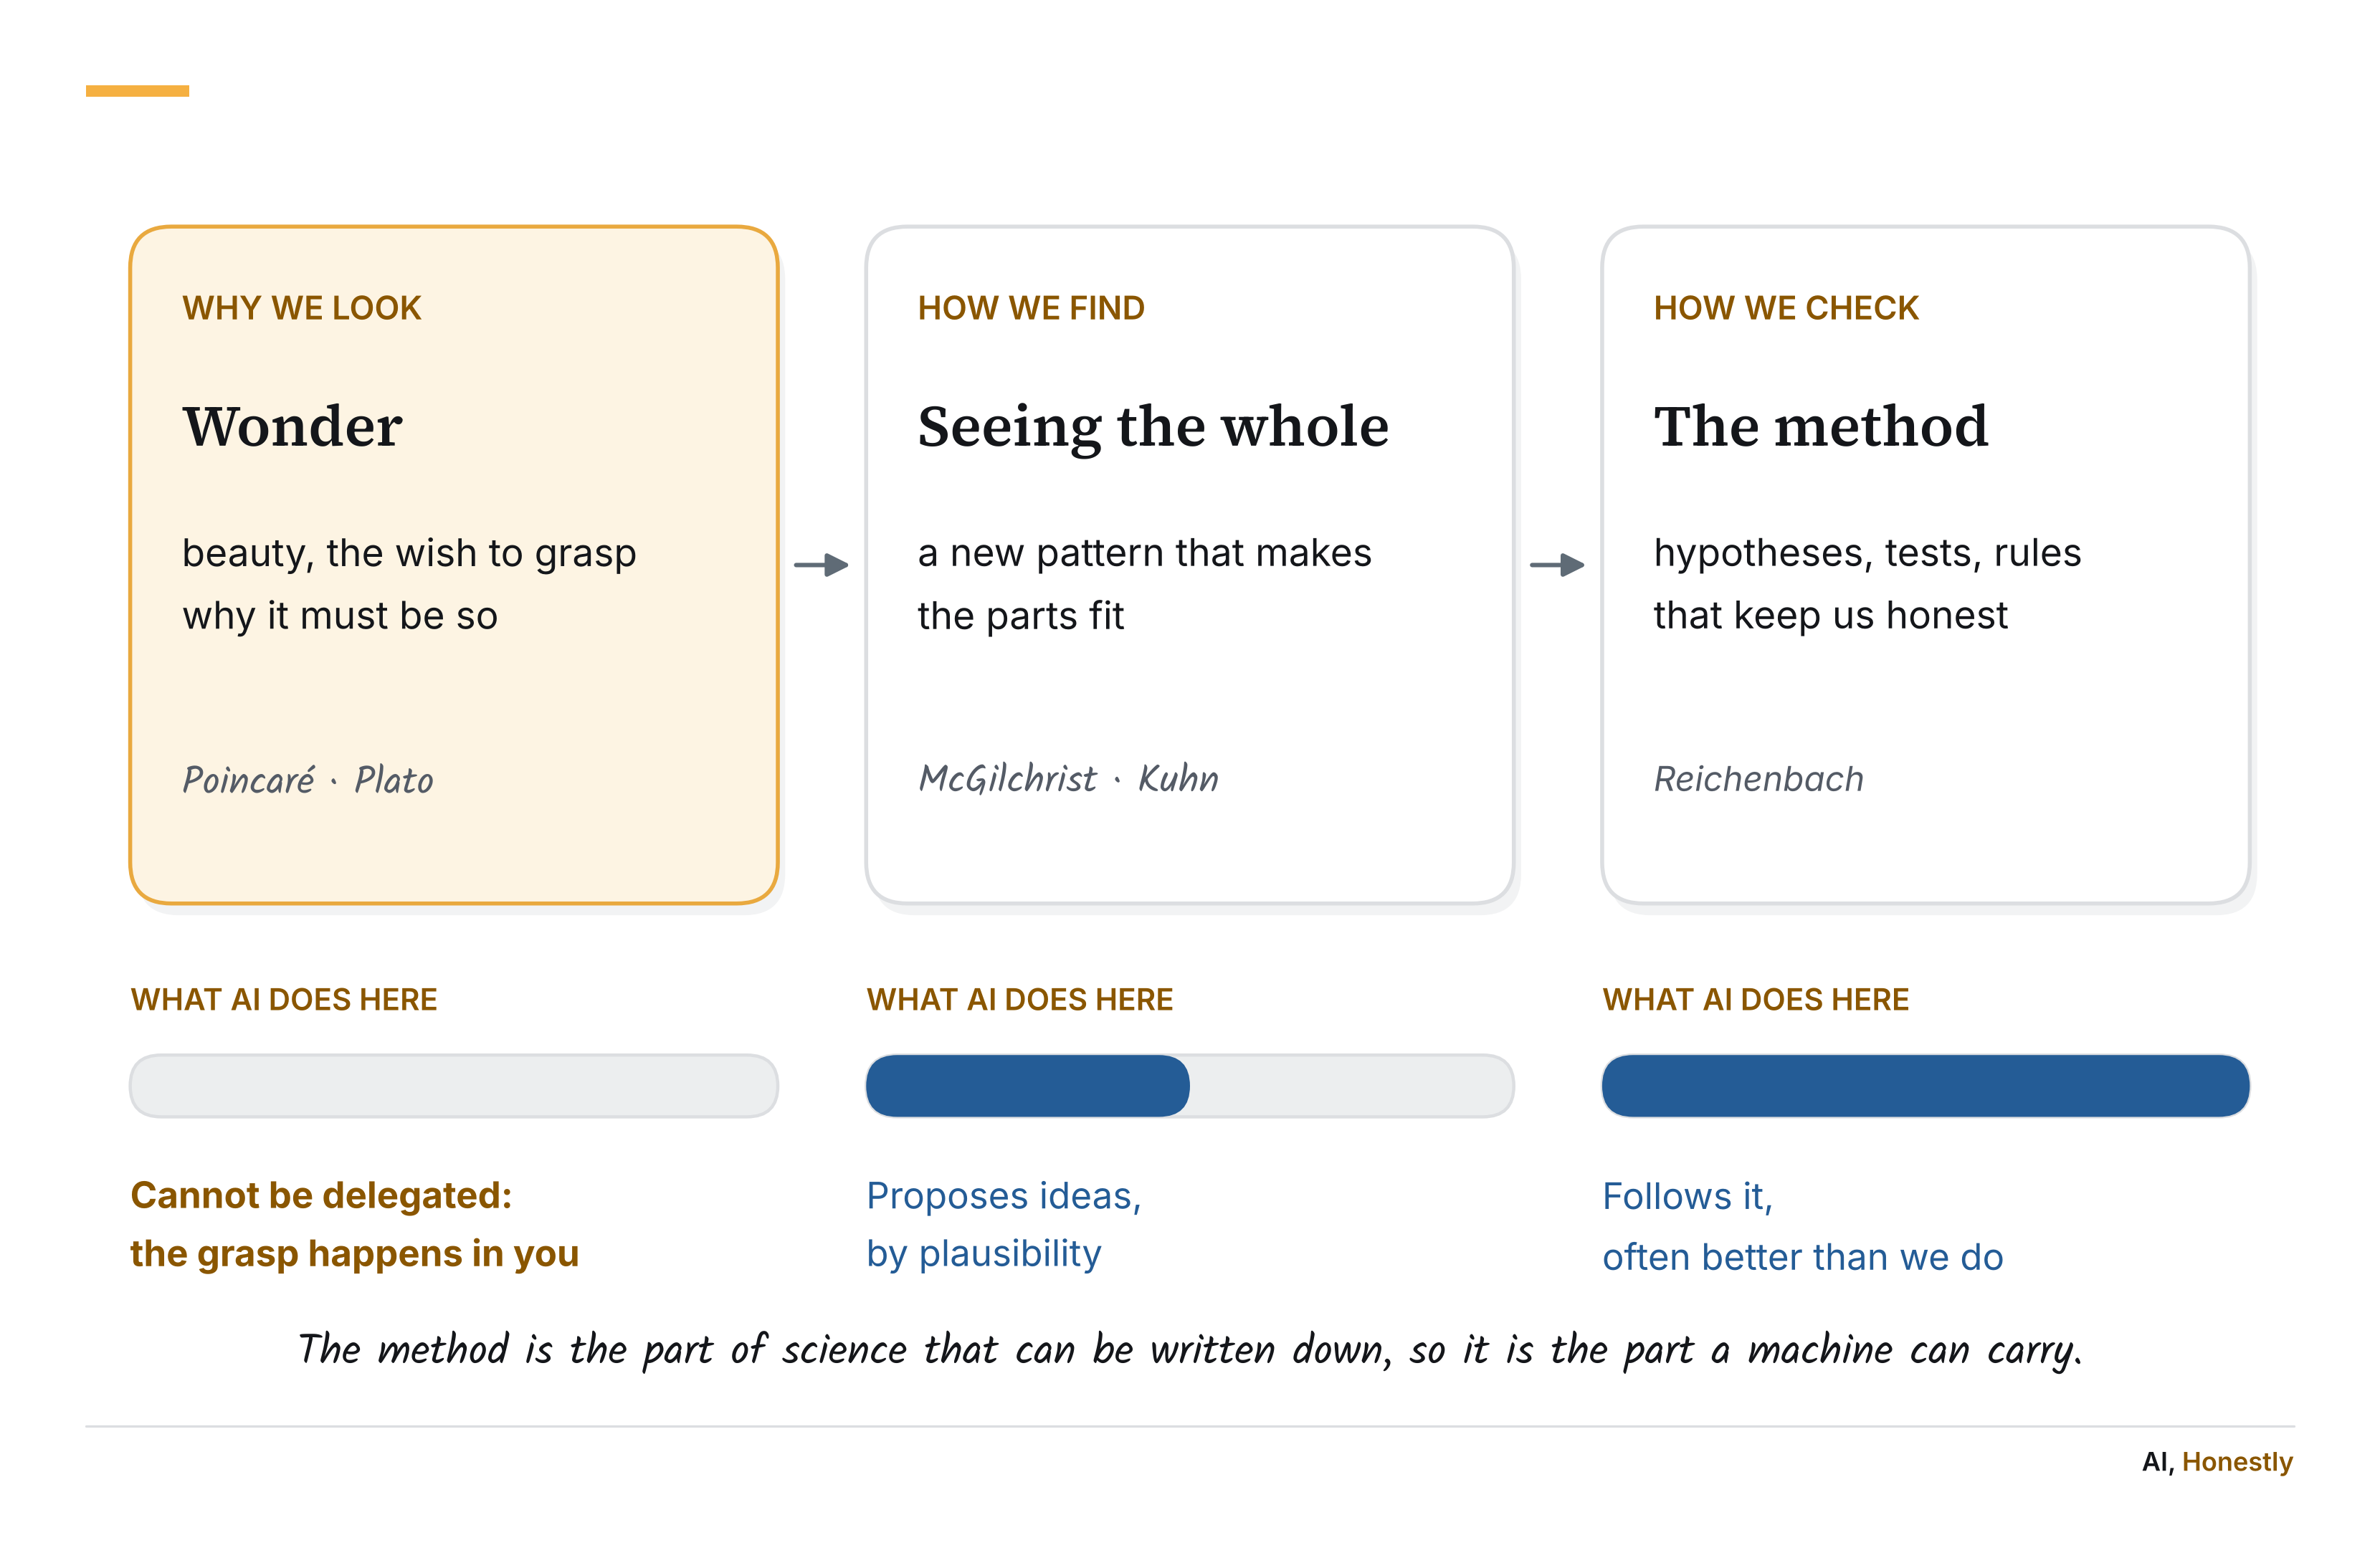 WHY WE LOOK
Wonder
beauty, the wish to grasp
why it must be so
Poincaré · Plato
HOW WE FIND
Seeing the whole
a new pattern that makes
the parts fit
McGilchrist · Kuhn
HOW WE CHECK
The method
hypotheses, tests, rules
that keep us honest
Reichenbach
WHAT AI DOES HERE
Cannot be delegated:
the grasp happens in you
WHAT AI DOES HERE
Proposes ideas,
by plausibility
WHAT AI DOES HERE
Follows it,
often better than we do
The method is the part of science that can be written down, so it is the part a machine can carry.
AI, Honestly